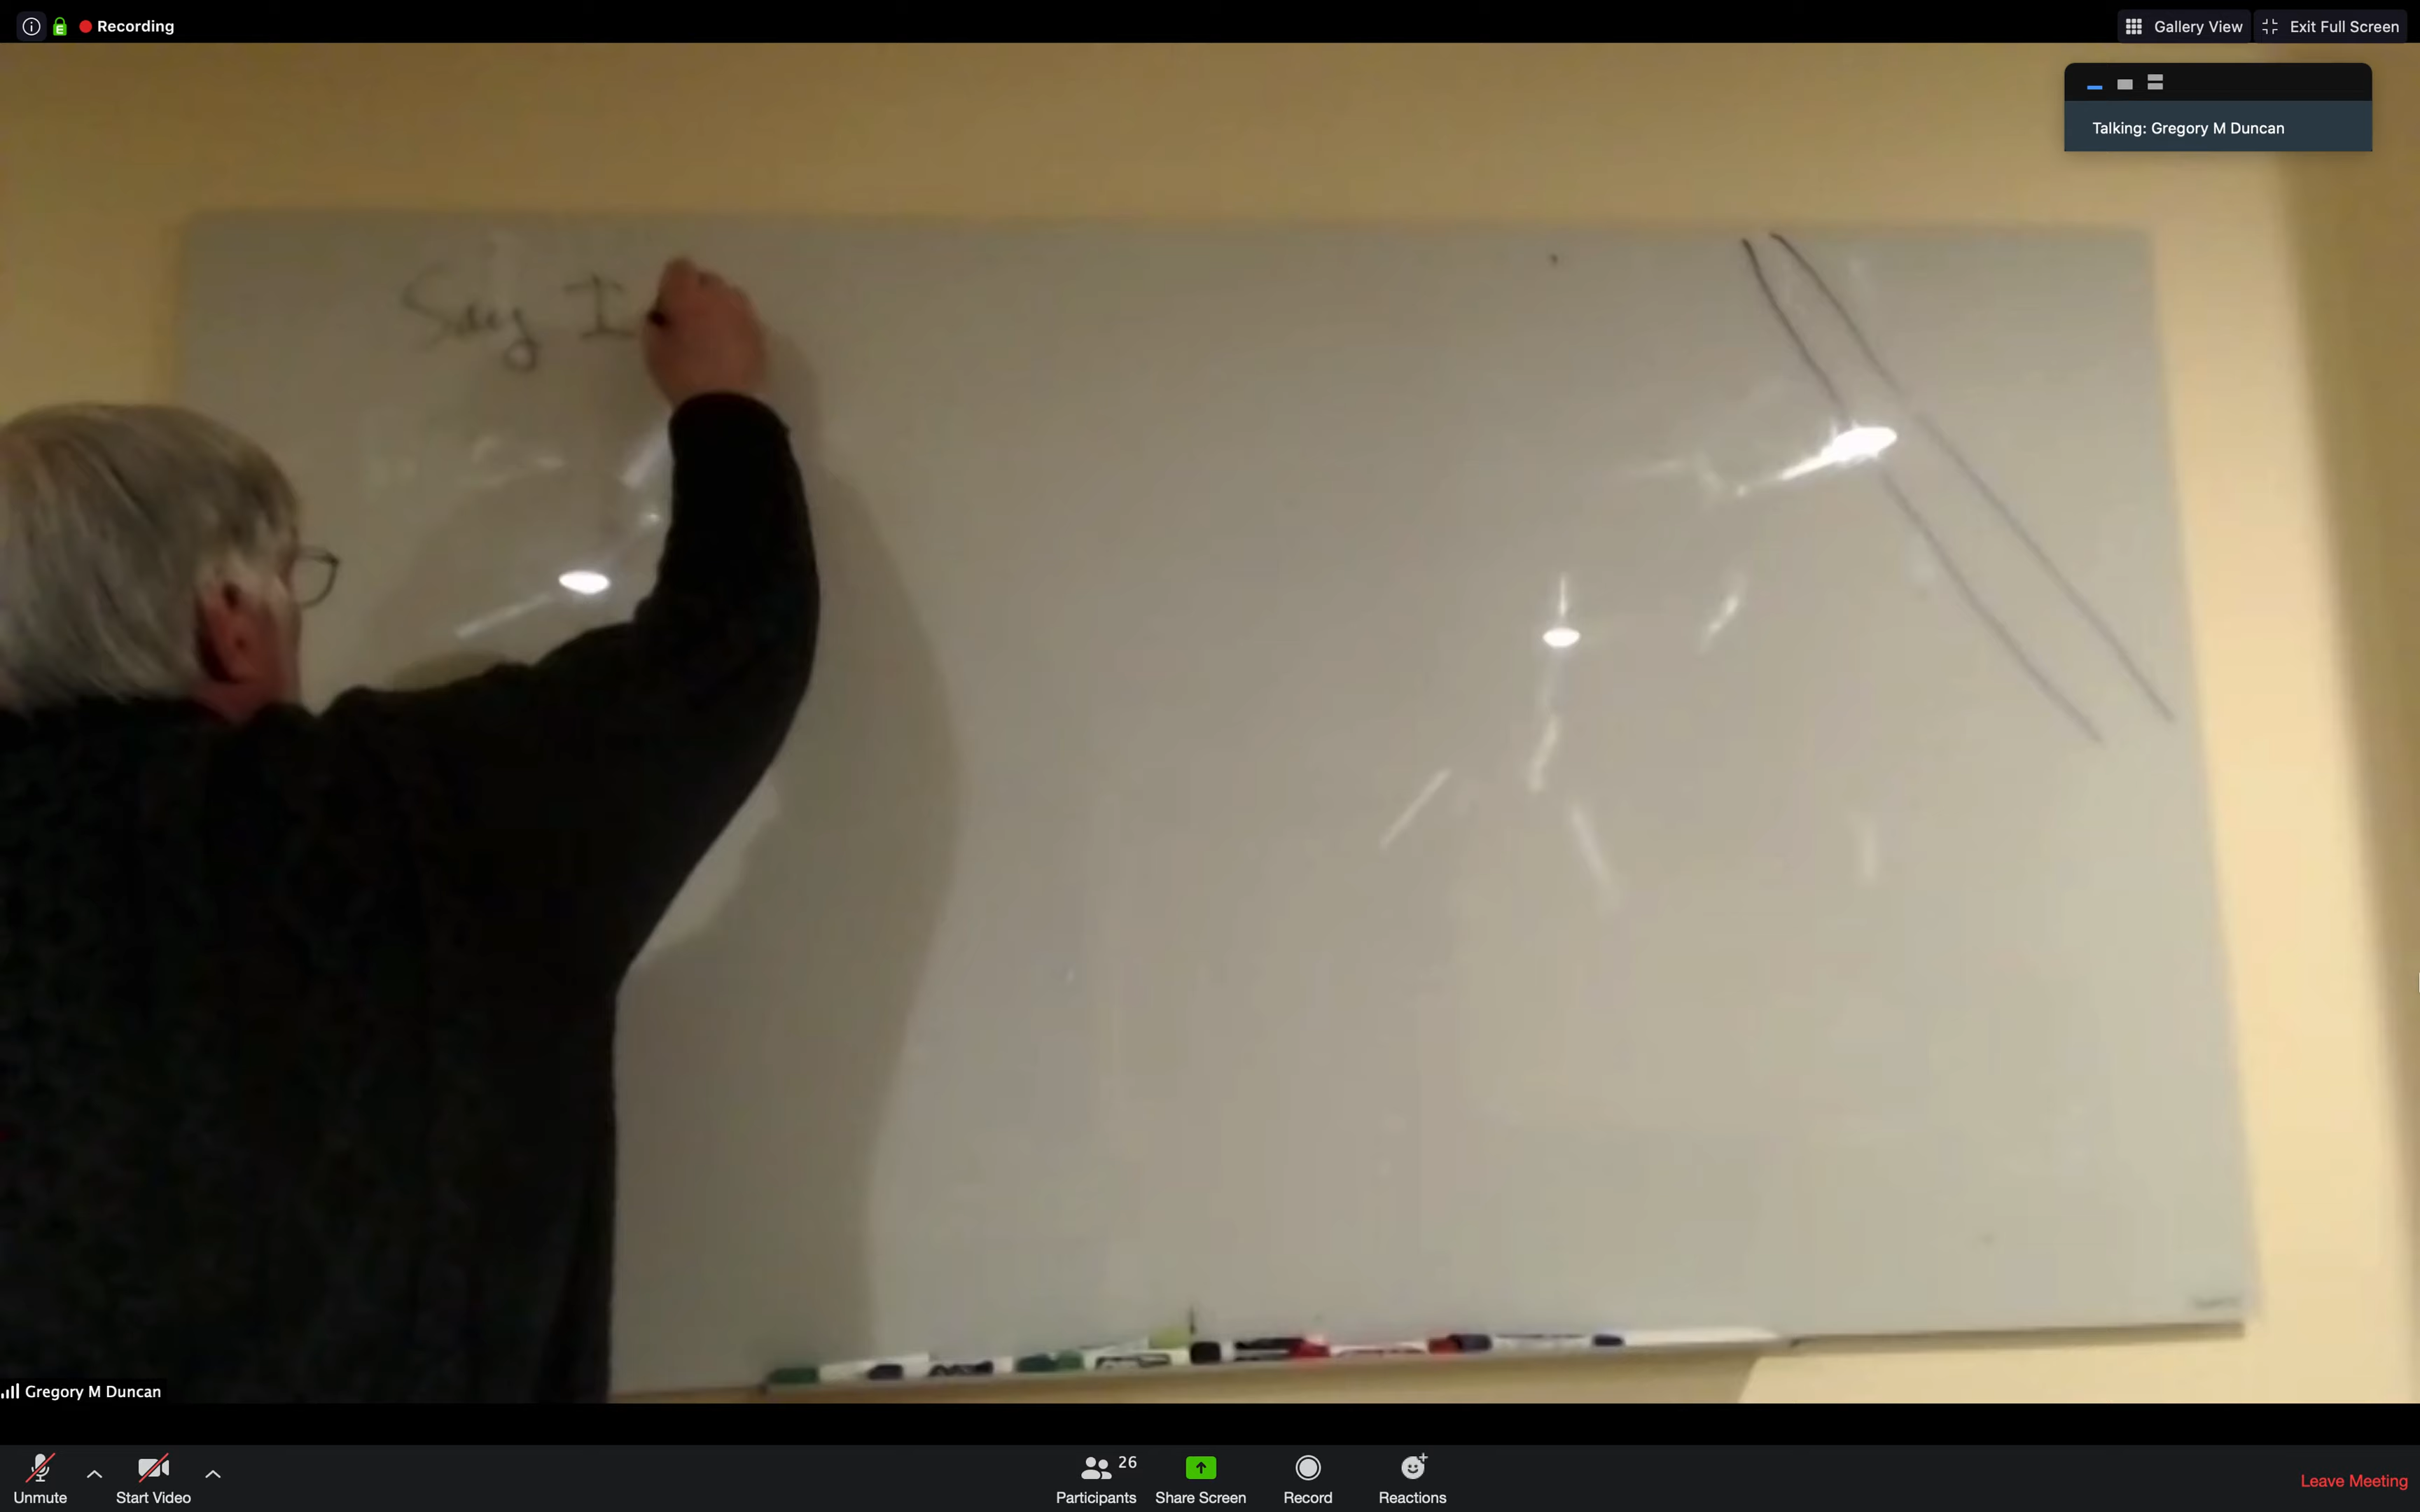 Recording
Gallery View
Exit Full Screen
Talking: Gregory M Duncan
Say I
Gregory M Duncan
Unmute
Start Video
26
Participants
Share Screen
Record
Reactions
Leave Meeting